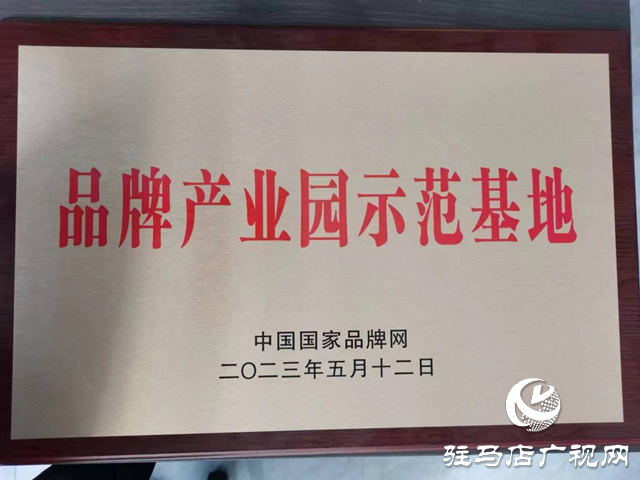 品牌产业园示范基地
中国国家品牌网
二〇二三年五月十二日
驻马店广视网